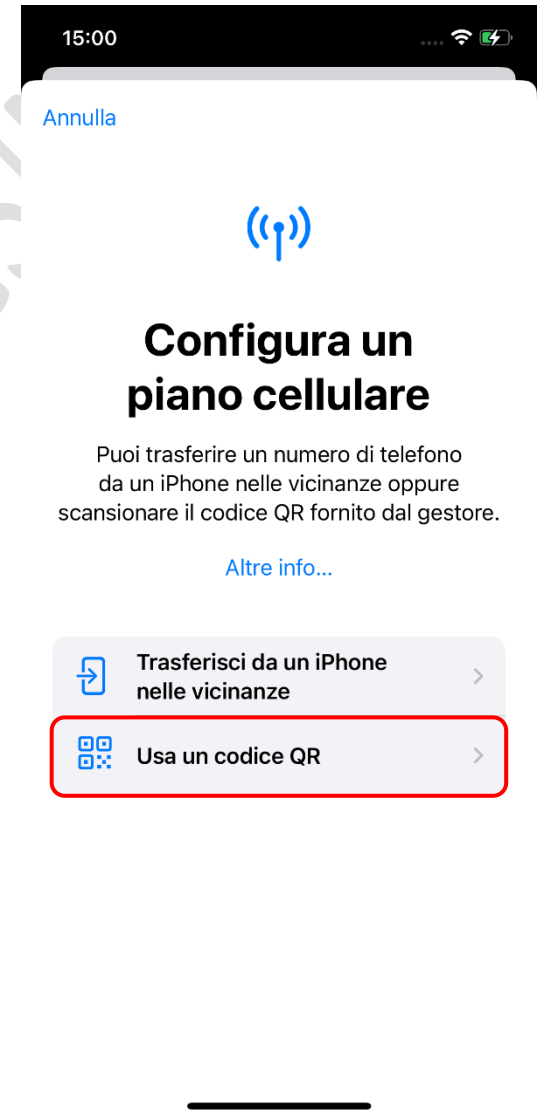 15:00
Annulla
Configura un
piano cellulare
Puoi trasferire un numero di telefono
da un iPhone nelle vicinanze oppure
scansionare il codice QR fornito dal gestore.
Altre info...
Trasferisci da un iPhone
nelle vicinanze
Usa un codice QR